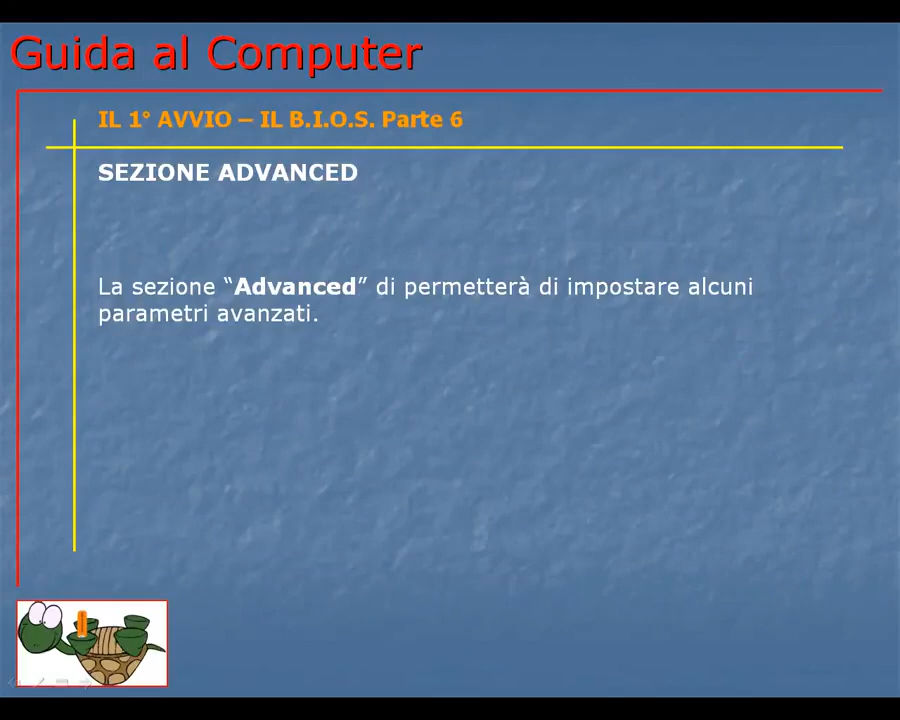 Guida al Computer
IL 1° AVVIO – IL B.I.O.S. Parte 6
SEZIONE ADVANCED
La sezione “Advanced” di permetterà di impostare alcuni
parametri avanzati.